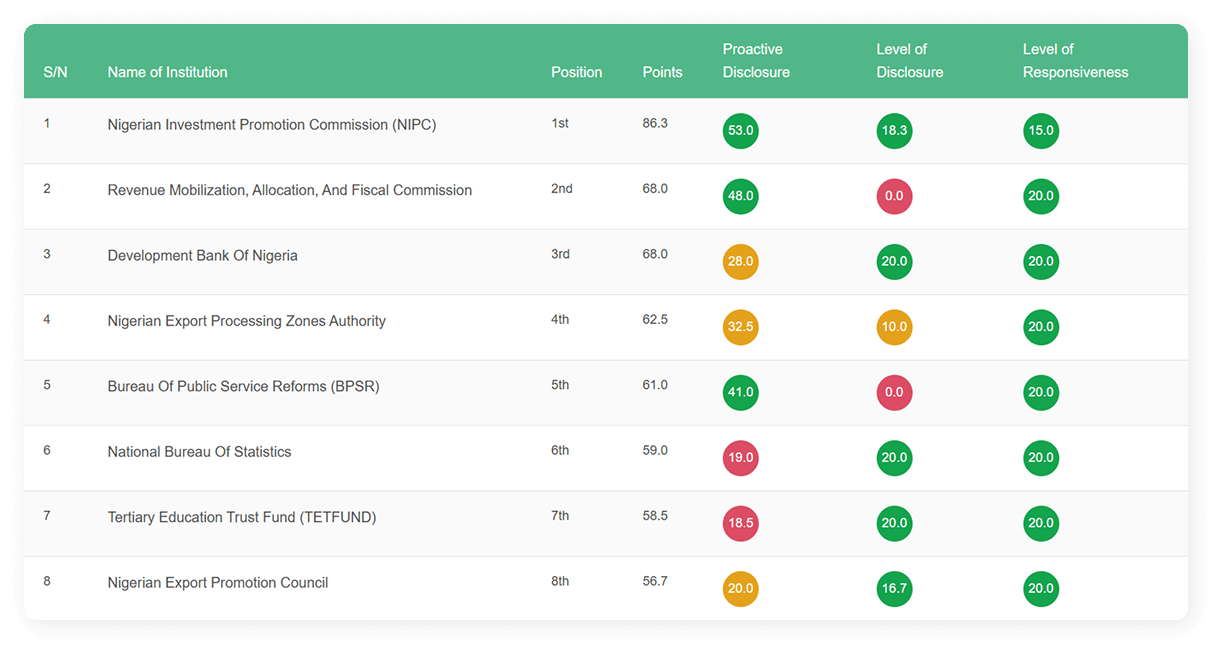 S/N Name of Institution Position Points Proactive Disclosure Level of Disclosure Level of Responsiveness
1 Nigerian Investment Promotion Commission (NIPC) 1st 86.3 53.0 18.3 15.0
2 Revenue Mobilization, Allocation, And Fiscal Commission 2nd 68.0 48.0 0.0 20.0
3 Development Bank Of Nigeria 3rd 68.0 28.0 20.0 20.0
4 Nigerian Export Processing Zones Authority 4th 62.5 32.5 10.0 20.0
5 Bureau Of Public Service Reforms (BPSR) 5th 61.0 41.0 0.0 20.0
6 National Bureau Of Statistics 6th 59.0 19.0 20.0 20.0
7 Tertiary Education Trust Fund (TETFUND) 7th 58.5 18.5 20.0 20.0
8 Nigerian Export Promotion Council 8th 56.7 20.0 16.7 20.0